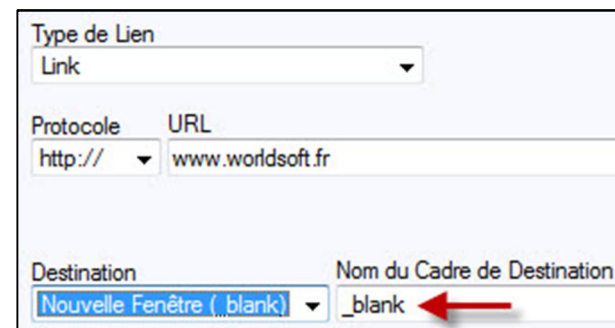 Type de Lien
Link
Protocole URL
http:// www.worldsoft.fr
Destination Nom du Cadre de Destination
Nouvelle Fenêtre (_blank) _blank